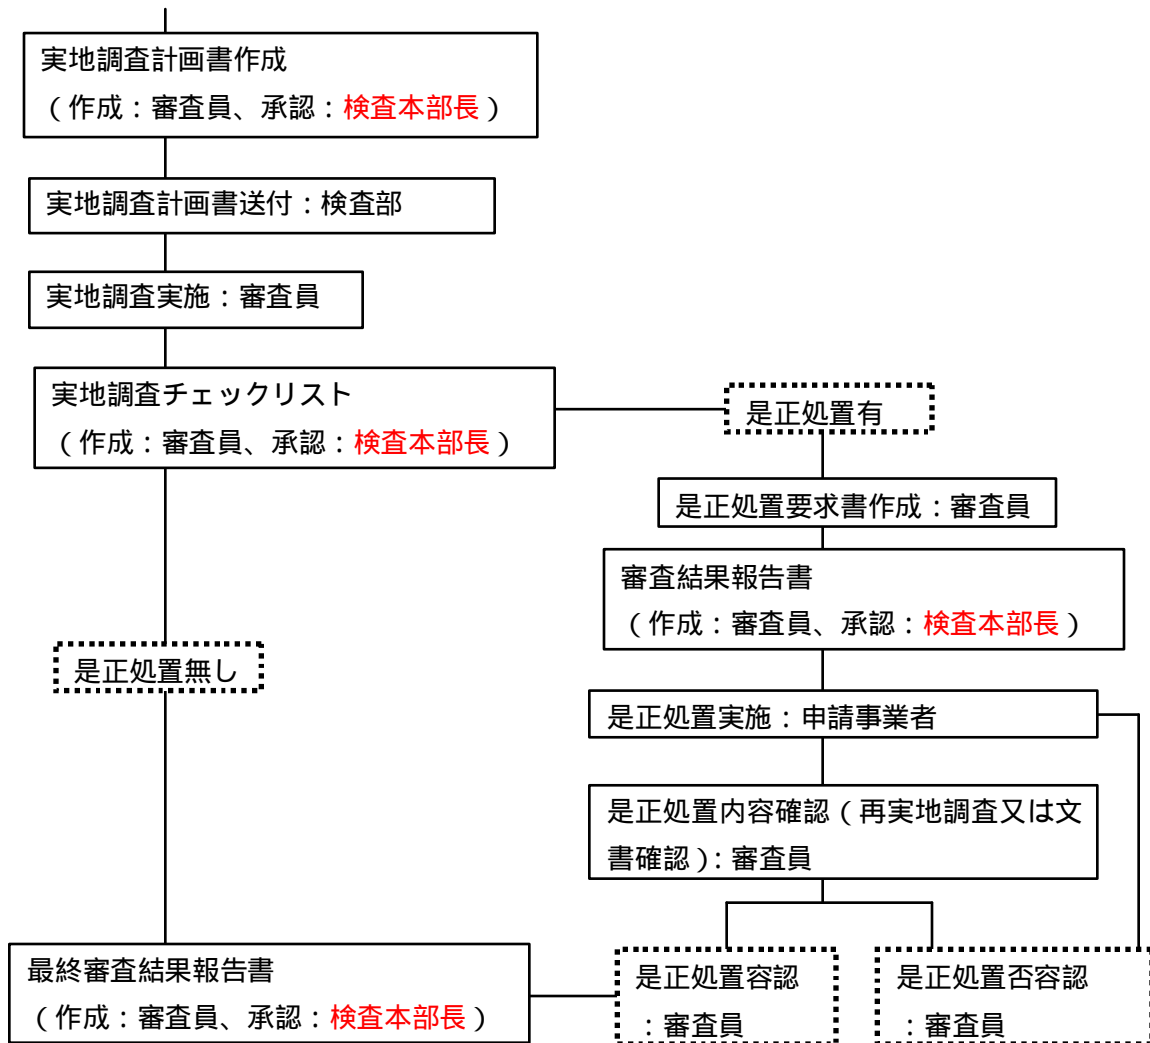 実地調査計画書作成
（作成：審査員、承認：検査本部長）
実地調査計画書送付：検査部
実地調査実施：審査員
実地調査チェックリスト
（作成：審査員、承認：検査本部長）
是正処置有
是正処置要求書作成：審査員
審査結果報告書
（作成：審査員、承認：検査本部長）
是正処置無し
是正処置実施：申請事業者
是正処置内容確認（再実地調査又は文
書確認）：審査員
最終審査結果報告書
（作成：審査員、承認：検査本部長）
是正処置容認
：審査員
是正処置否容認
：審査員